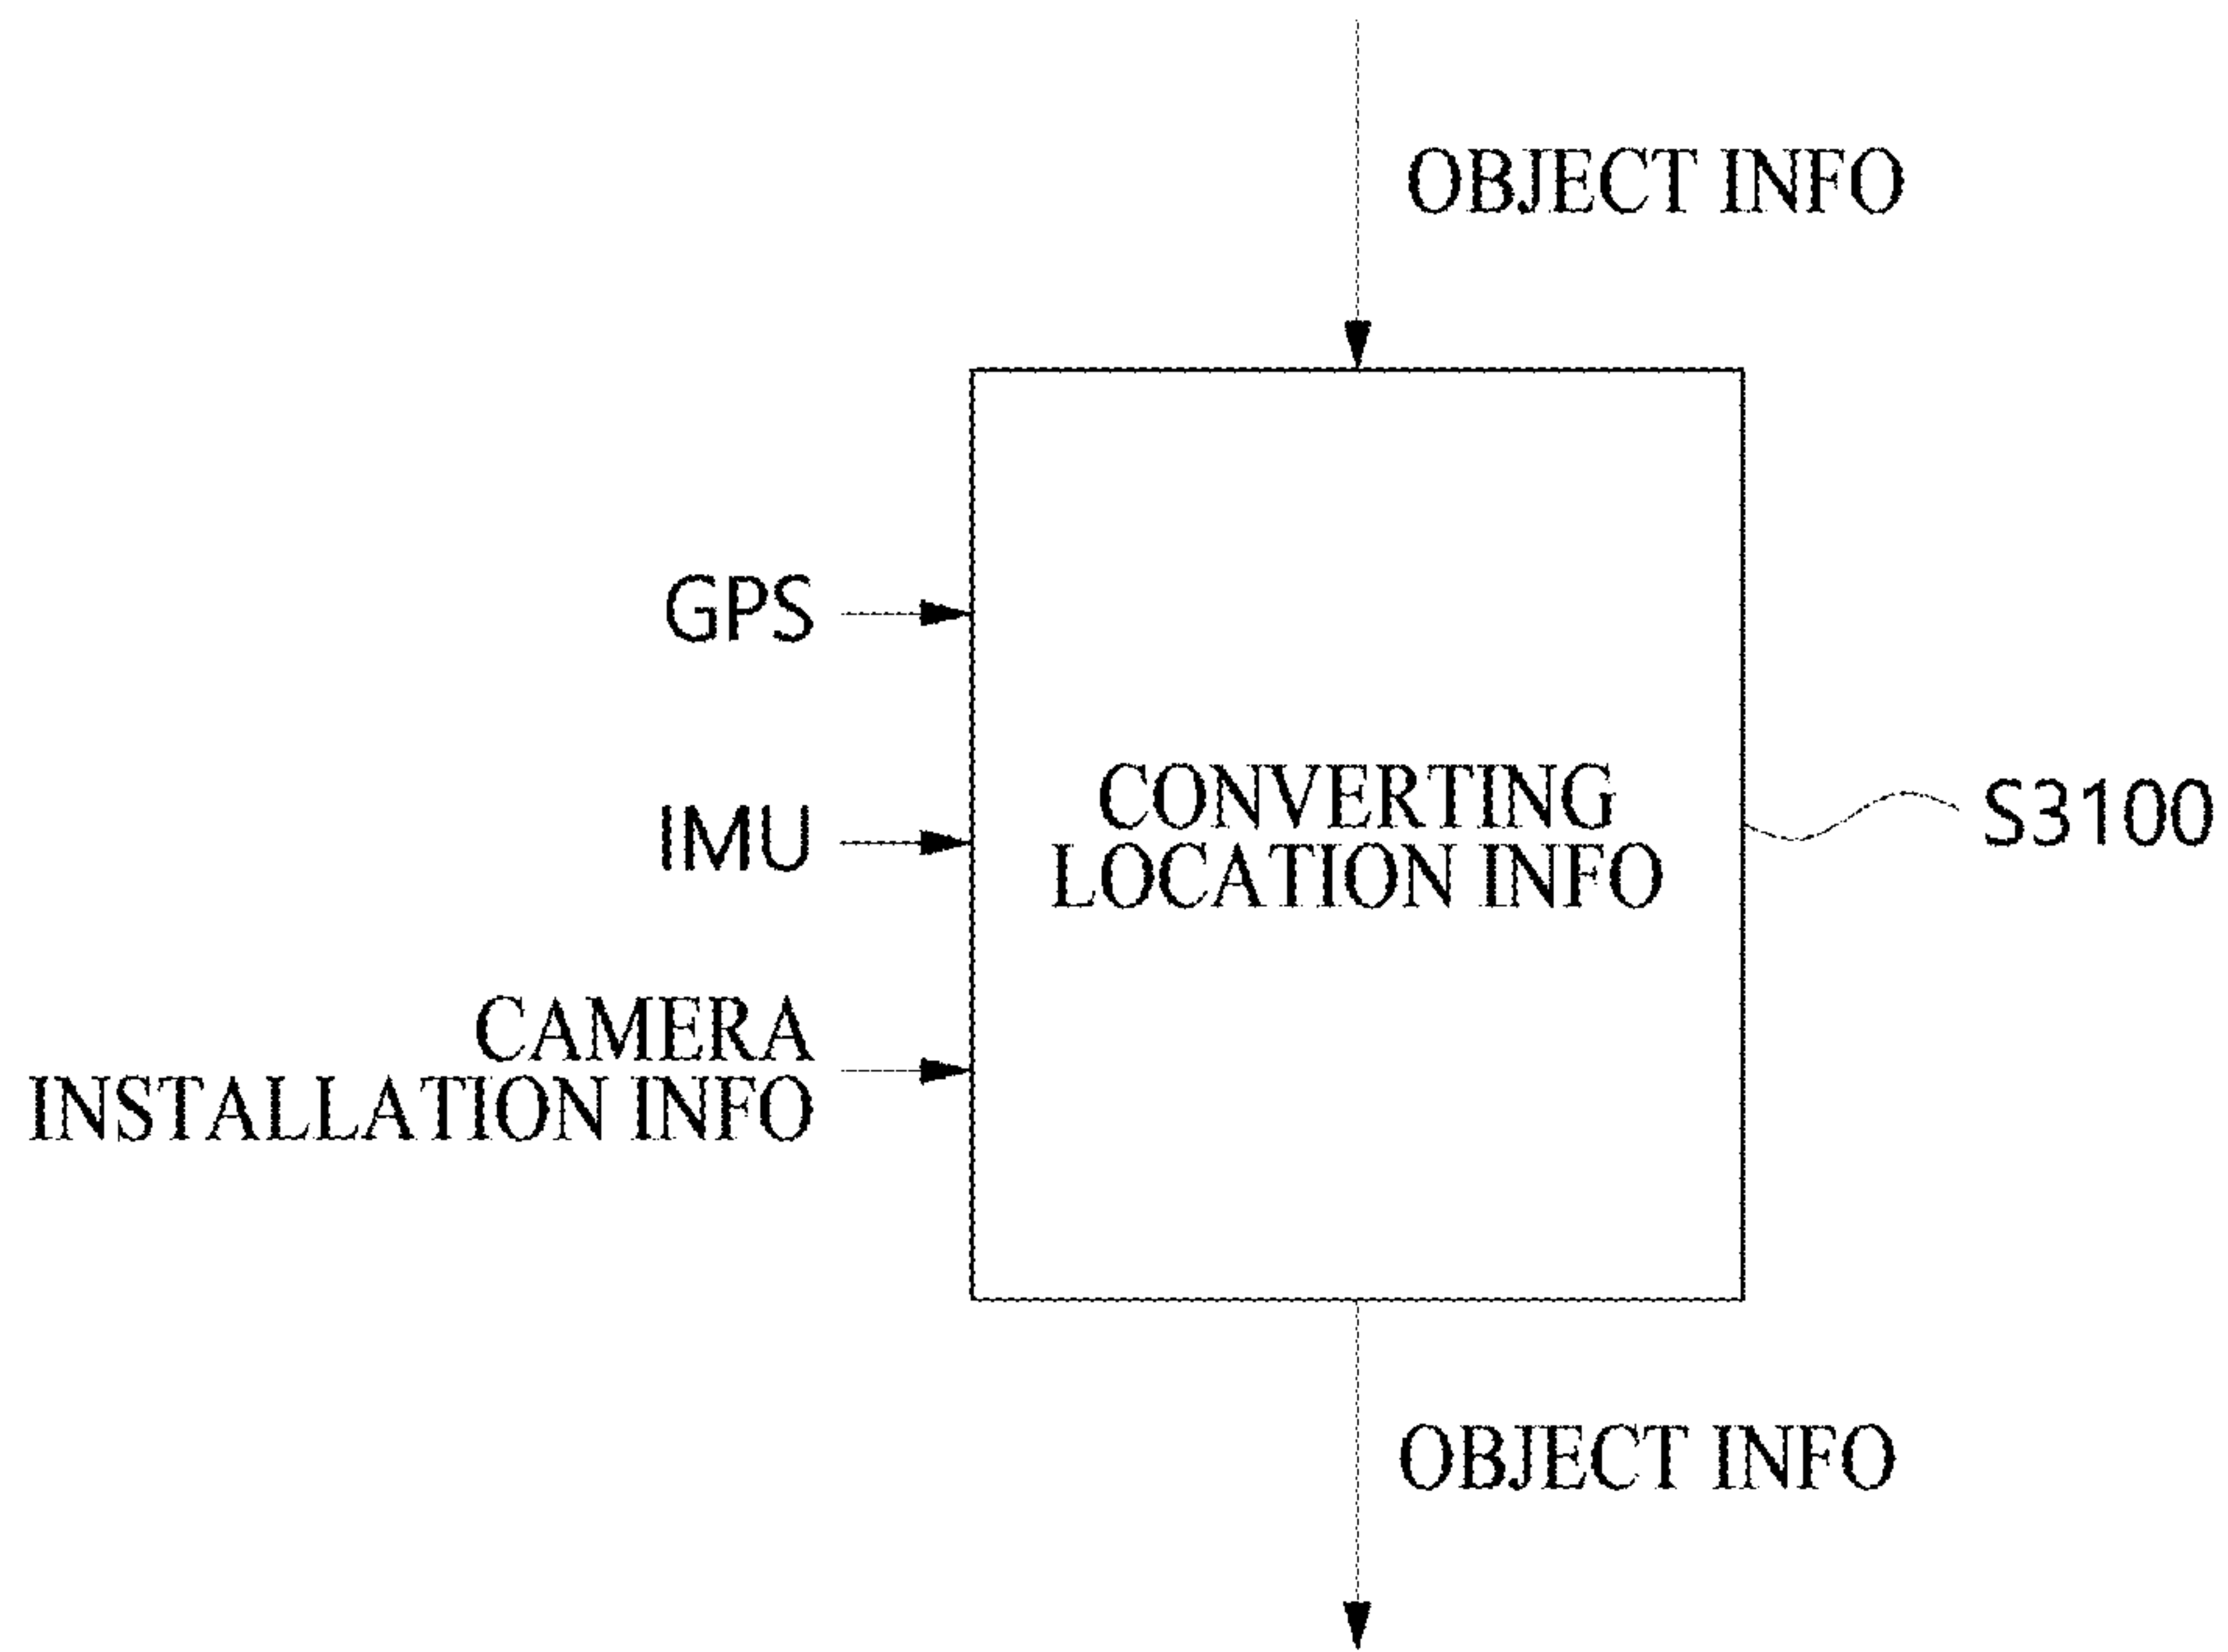 OBJECT INFO
GPS
IMU
CAMERA
INSTALLATION INFO
CONVERTING
LOCATION INFO
S3100
OBJECT INFO